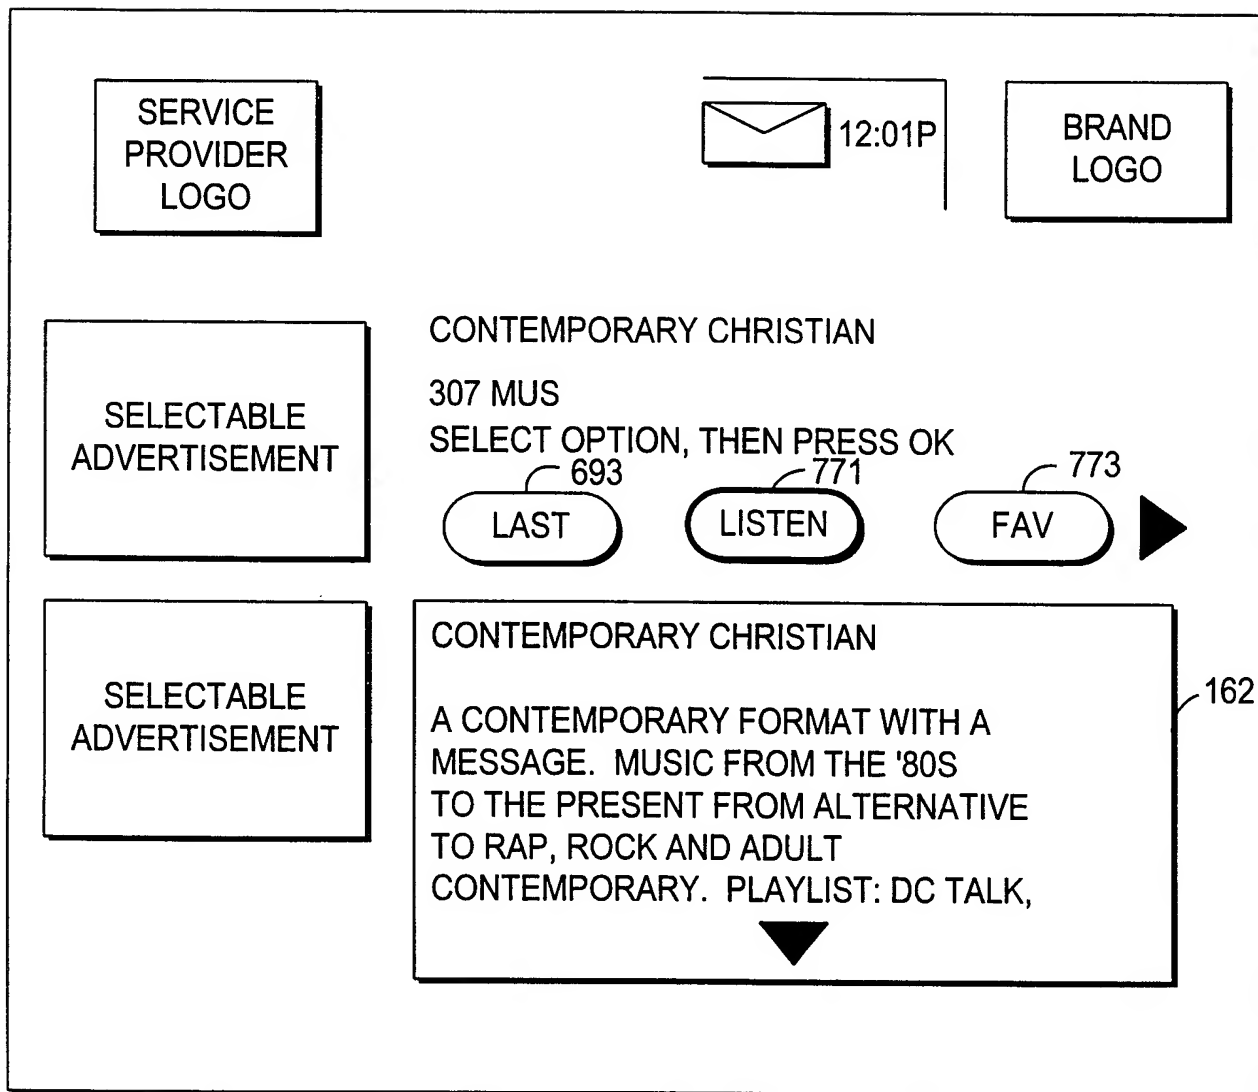 SERVICE
PROVIDER
LOGO
12:01P
BRAND
LOGO
SELECTABLE
ADVERTISEMENT
CONTEMPORARY CHRISTIAN
307 MUS
SELECT OPTION, THEN PRESS OK
693
771
773
LAST
LISTEN
FAV
SELECTABLE
ADVERTISEMENT
CONTEMPORARY CHRISTIAN
A CONTEMPORARY FORMAT WITH A
MESSAGE. MUSIC FROM THE '80S
TO THE PRESENT FROM ALTERNATIVE
TO RAP, ROCK AND ADULT
CONTEMPORARY. PLAYLIST: DC TALK,
162